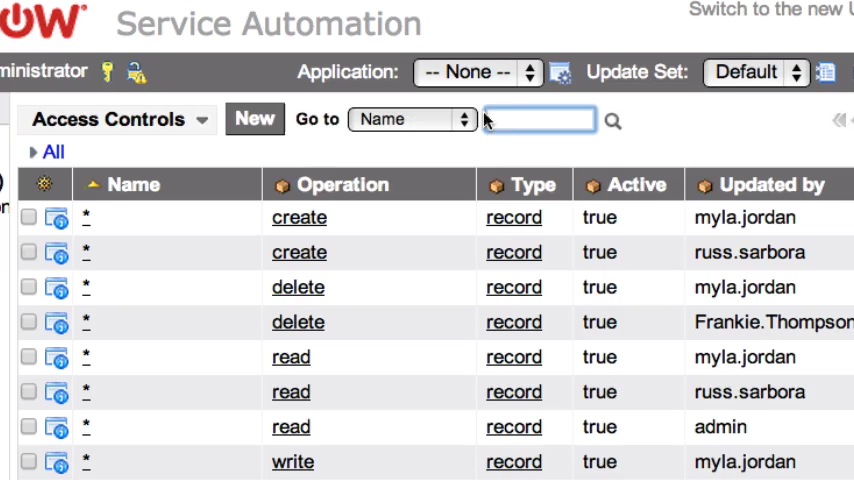 OW Service Automation
Switch to the new U
ministrator Application: -- None -- Update Set: Default
Access Controls New Go to Name
All
Name Operation Type Active Updated by
* create record true myla.jordan
* create record true russ.sarbora
* delete record true myla.jordan
* delete record true Frankie.Thompson
* read record true myla.jordan
* read record true russ.sarbora
* read record true admin
* write record true myla.jordan